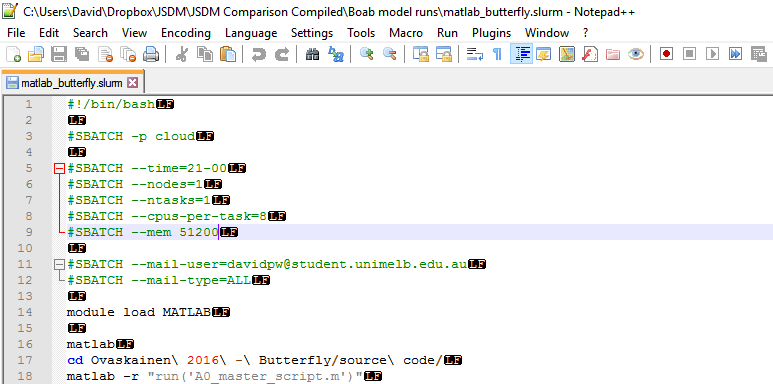 C:\Users\David\Dropbox\JSDM\JSDM Comparison Compiled\Boab model runs\matlab_butterfly.slurm - Notepad++
File Edit Search View Encoding Language Settings Tools Macro Run Plugins Window ?
matlab_butterfly.slurm
1 #!/bin/bashLF
2 LF
3 #SBATCH -p cloudLF
4 LF
5 #SBATCH --time=21-00LF
6 #SBATCH --nodes=1LF
7 #SBATCH --ntasks=1LF
8 #SBATCH --cpus-per-task=8LF
9 #SBATCH --mem 51200LF
10 LF
11 #SBATCH --mail-user=davidpw@student.unimelb.edu.auLF
12 #SBATCH --mail-type=ALLLF
13 LF
14 module load MATLABLF
15 LF
16 matlabLF
17 cd Ovaskainen\ 2016\ -\ Butterfly/source\ code/LF
18 matlab -r "run('A0_master_script.m')"LF